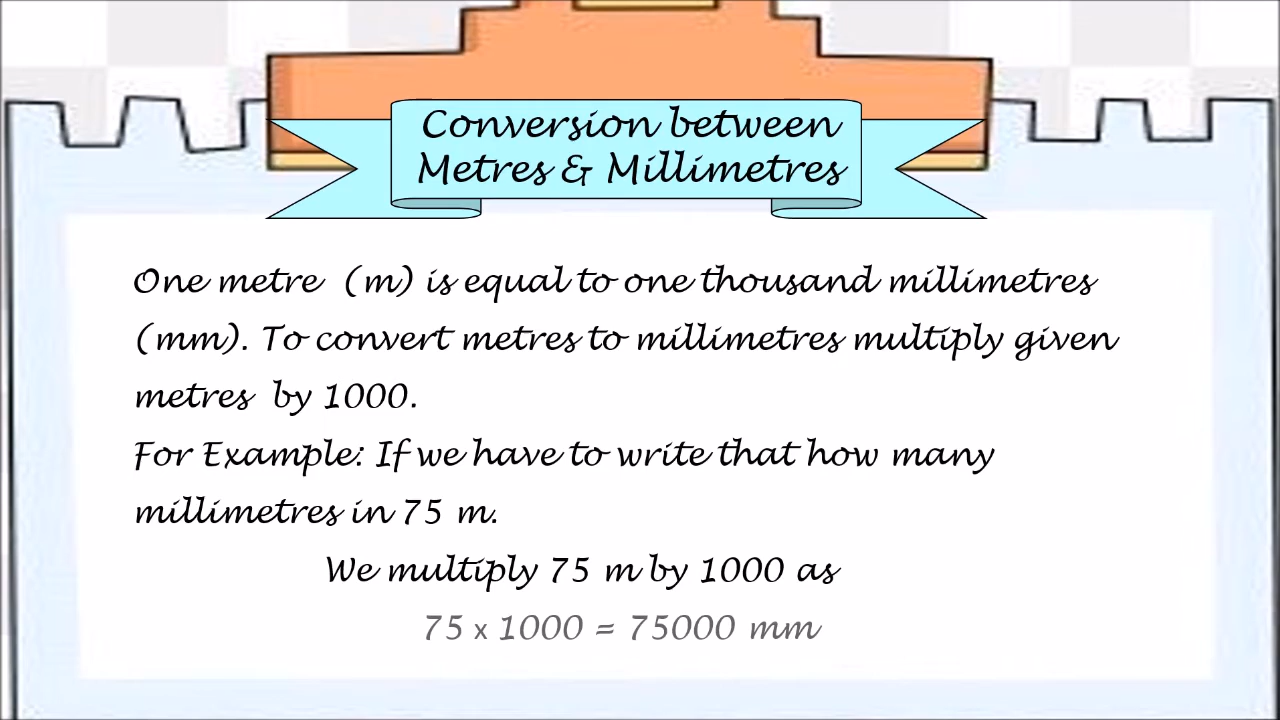 Conversion between
Metres & Millimetres
One metre (m) is equal to one thousand millimetres
(mm). To convert metres to millimetres multiply given
metres by 1000.
For Example: If we have to write that how many
millimetres in 75 m.
We multiply 75 m by 1000 as
75 x 1000 = 75000 mm